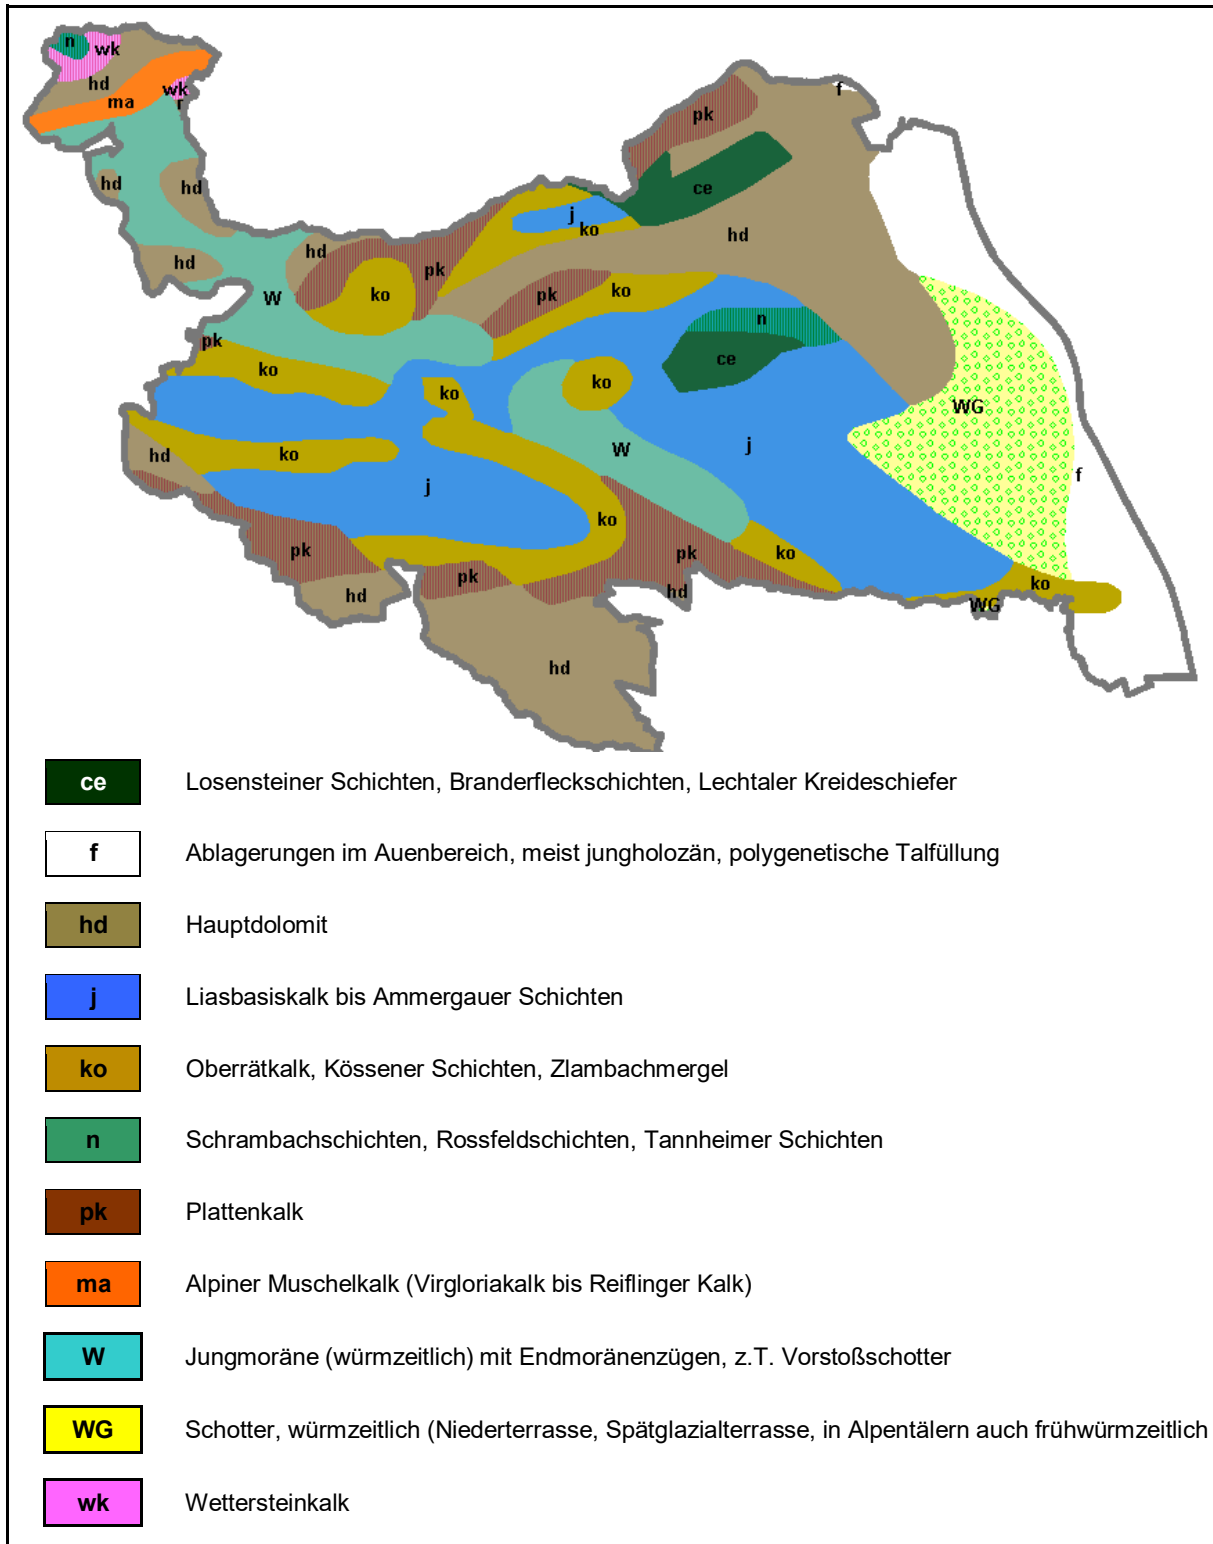 n
wk
hd
wk
ma
r
f
pk
hd
hd
ce
j
ko
hd
hd
hd
pk
W
ko
pk
ko
n
pk
ce
ko
ko
ko
WG
hd
ko
W
j
f
j
ko
pk
pk
ko
pk
ko
hd
hd
WG
hd
ce Losensteiner Schichten, Branderfleckschichten, Lechtaler Kreideschiefer
f Ablagerungen im Auenbereich, meist jungholozän, polygenetische Talfüllung
hd Hauptdolomit
j Liasbasiskalk bis Ammergauer Schichten
ko Oberrätkalk, Kössener Schichten, Zlambachmergel
n Schrambachschichten, Rossfeldschichten, Tannheimer Schichten
pk Plattenkalk
ma Alpiner Muschelkalk (Virgloriakalk bis Reiflinger Kalk)
W Jungmoräne (würmzeitlich) mit Endmoränenzügen, z.T. Vorstoßschotter
WG Schotter, würmzeitlich (Niederterrasse, Spätglazialterrasse, in Alpentälern auch frühwürmzeitlich
wk Wettersteinkalk